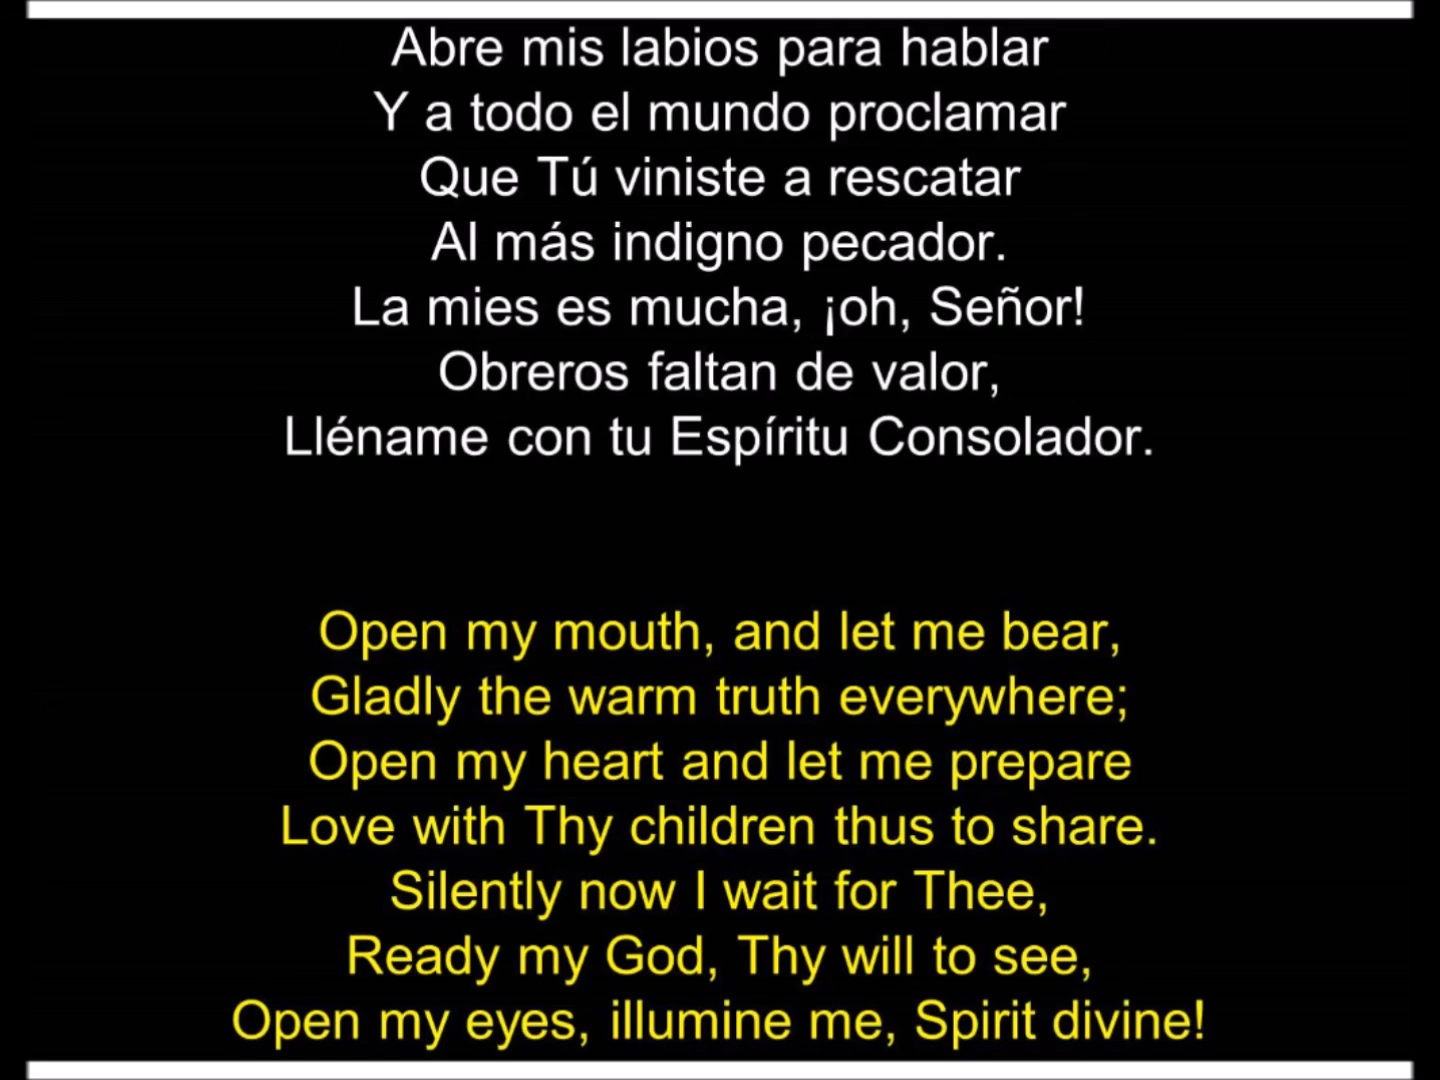 Abre mis labios para hablar
Y a todo el mundo proclamar
Que Tú viniste a rescatar
Al más indigno pecador.
La mies es mucha, ¡oh, Señor!
Obreros faltan de valor,
Lléname con tu Espíritu Consolador.
Open my mouth, and let me bear,
Gladly the warm truth everywhere;
Open my heart and let me prepare
Love with Thy children thus to share.
Silently now I wait for Thee,
Ready my God, Thy will to see,
Open my eyes, illumine me, Spirit divine!